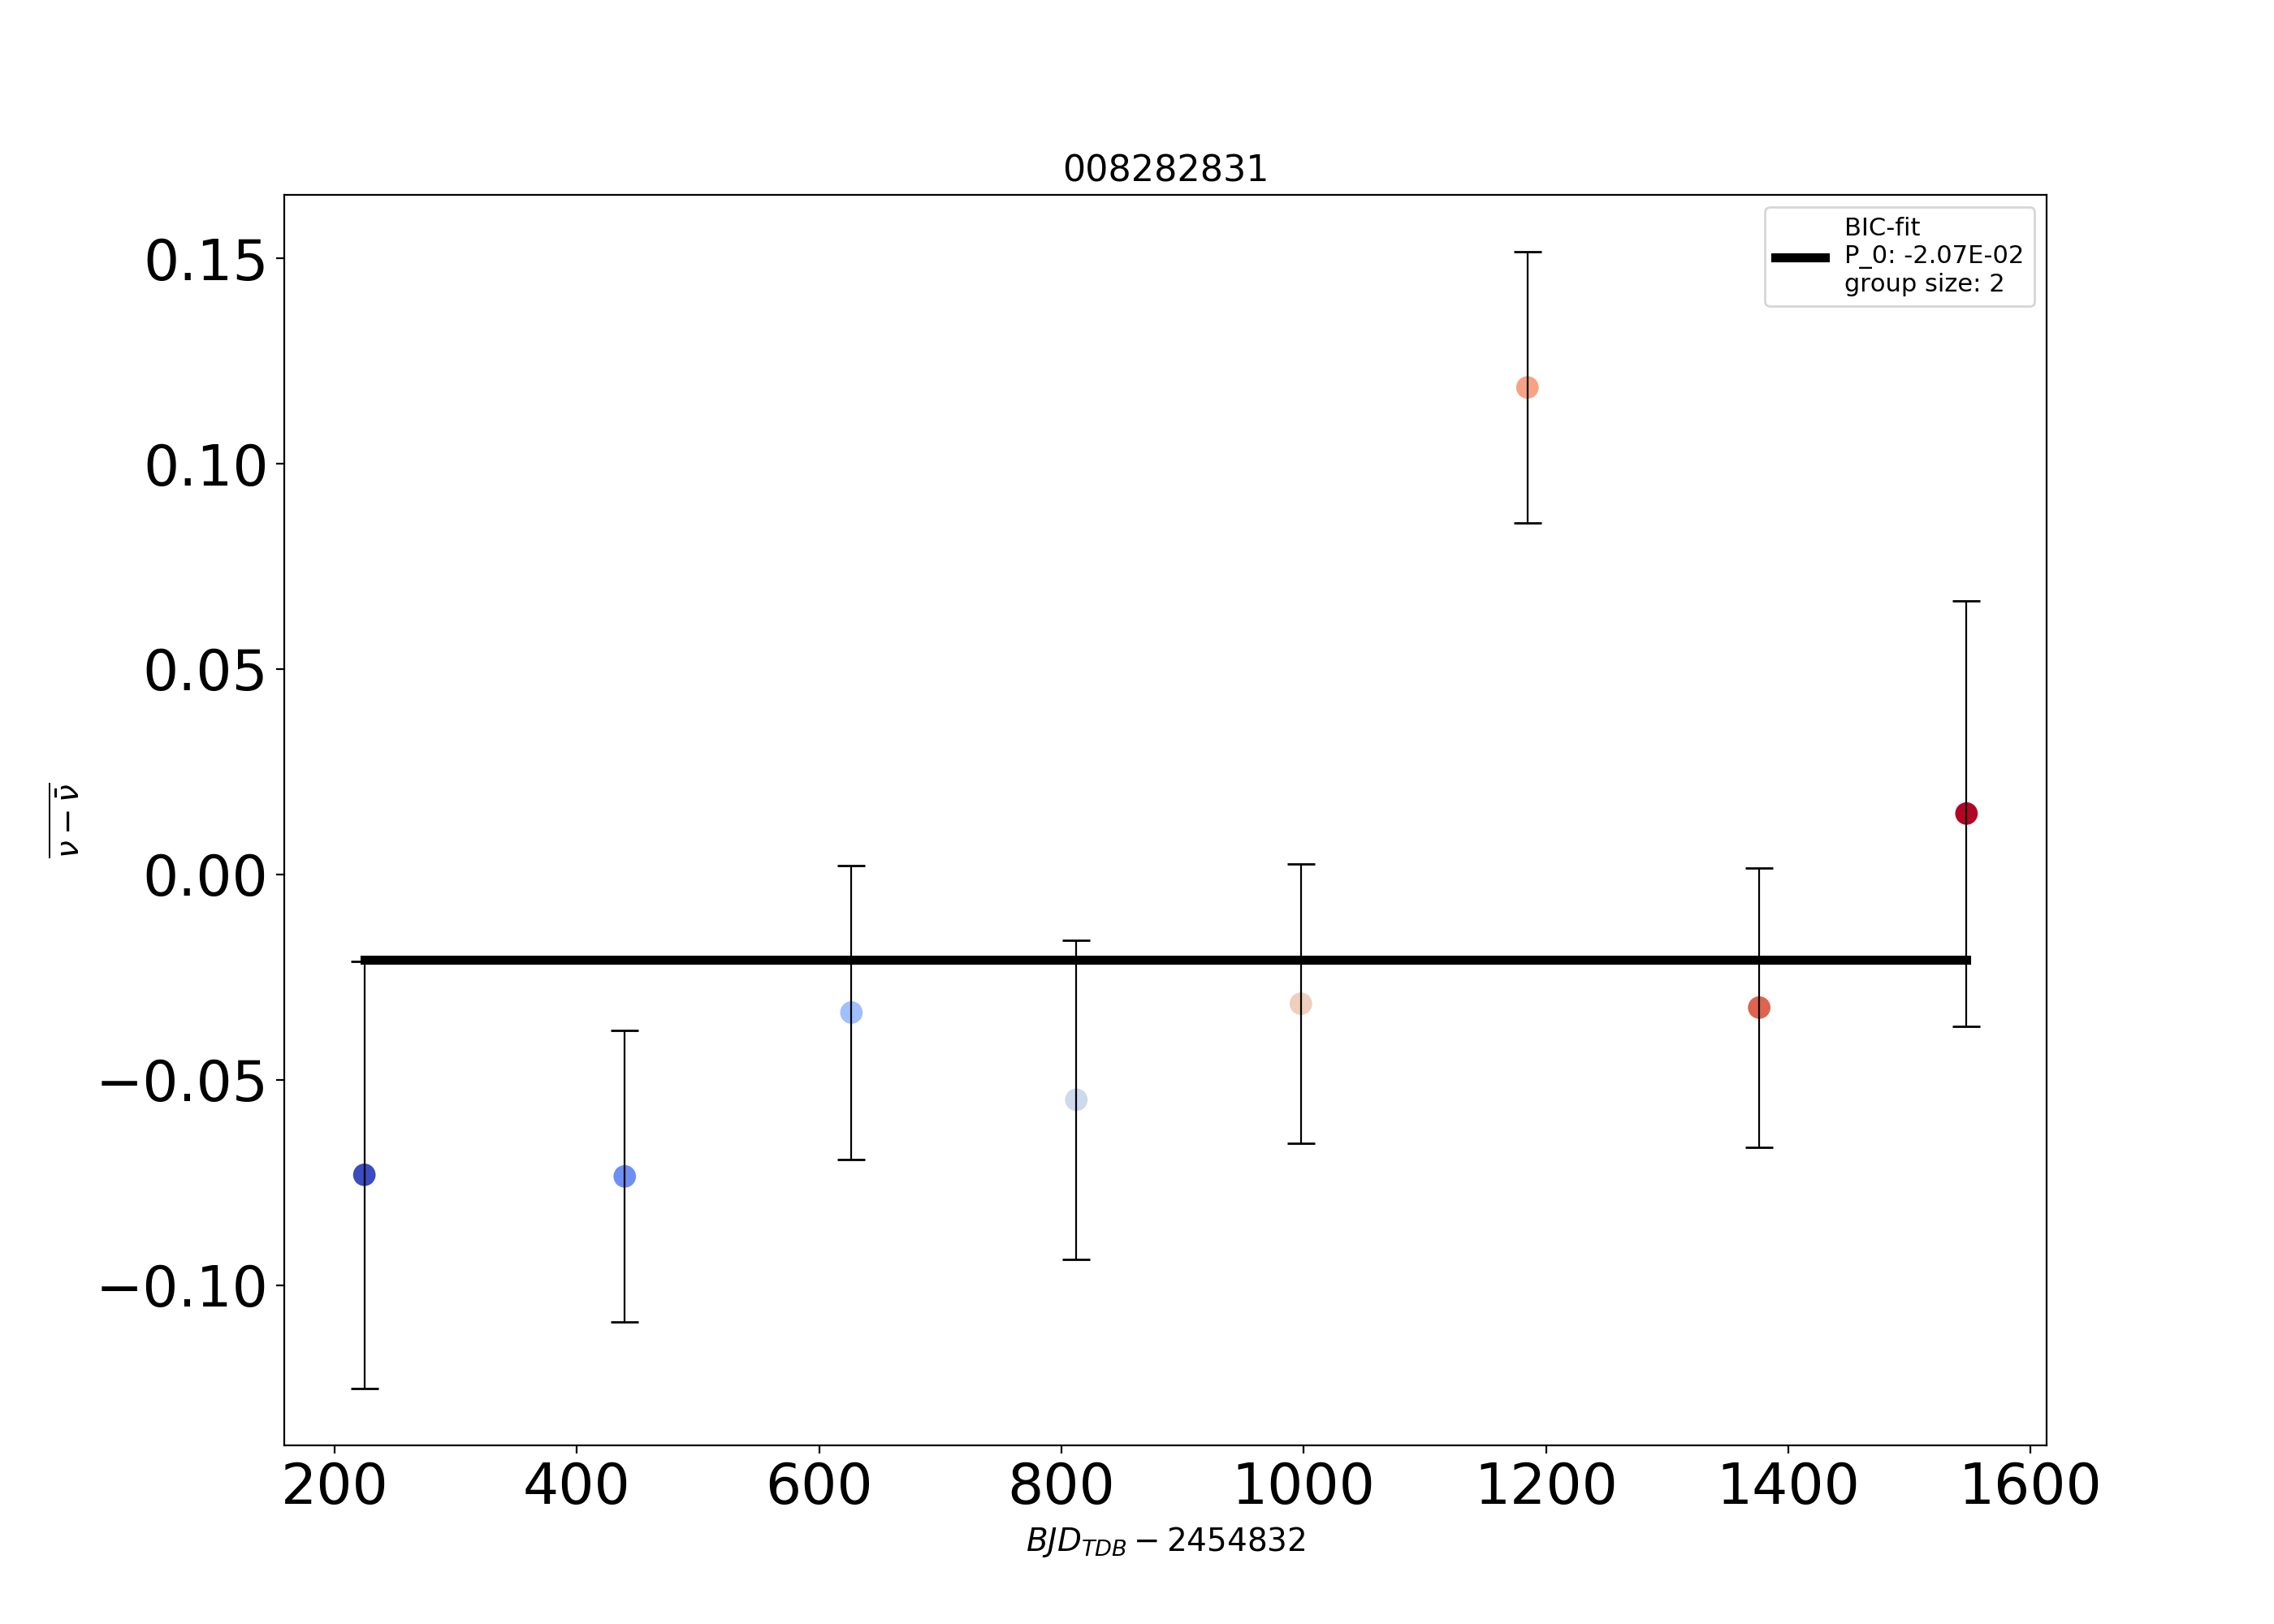 008282831
BIC-fit
P_0: -2.07E-02
group size: 2
0.15
0.10
0.05
0.00
−0.05
−0.10
$\overline{\nu - \bar{\nu}}$
200 400 600 800 1000 1200 1400 1600
BJD_{TDB} − 2454832